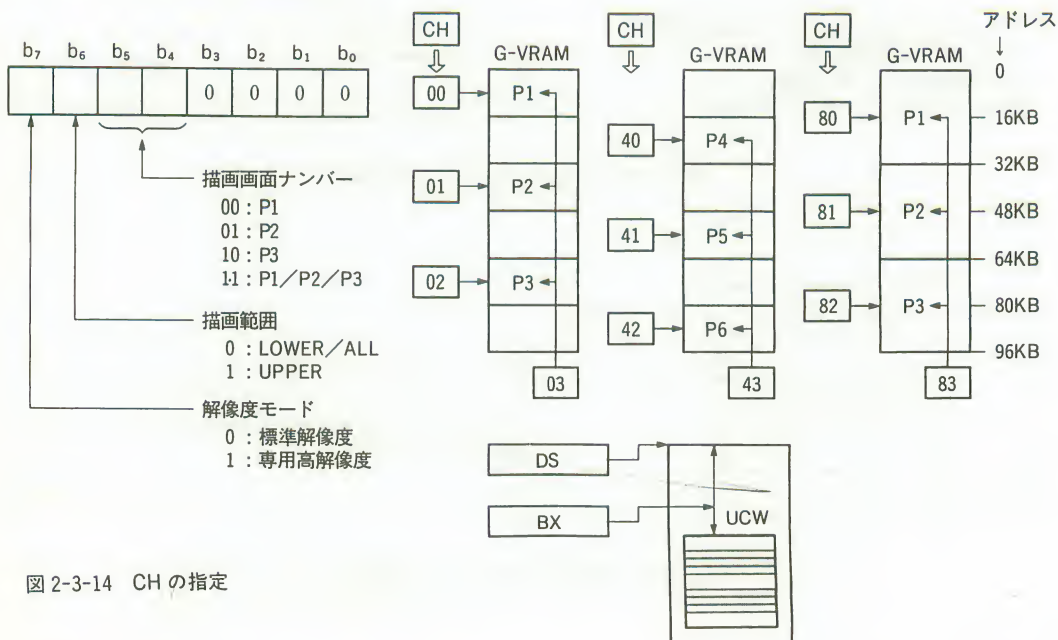 b₇ b₆ b₅ b₄ b₃ b₂ b₁ b₀
0 0 0 0
描画画面ナンバー
00：P1
01：P2
10：P3
11：P1／P2／P3
描画範囲
0：LOWER／ALL
1：UPPER
解像度モード
0：標準解像度
1：専用高解像度
CH
G-VRAM
00
P1
01
P2
02
P3
03
CH
G-VRAM
40
P4
41
P5
42
P6
43
CH
G-VRAM
80
P1
81
P2
82
P3
83
アドレス
↓
0
16KB
32KB
48KB
64KB
80KB
96KB
DS
BX
UCW
図2-3-14 CHの指定